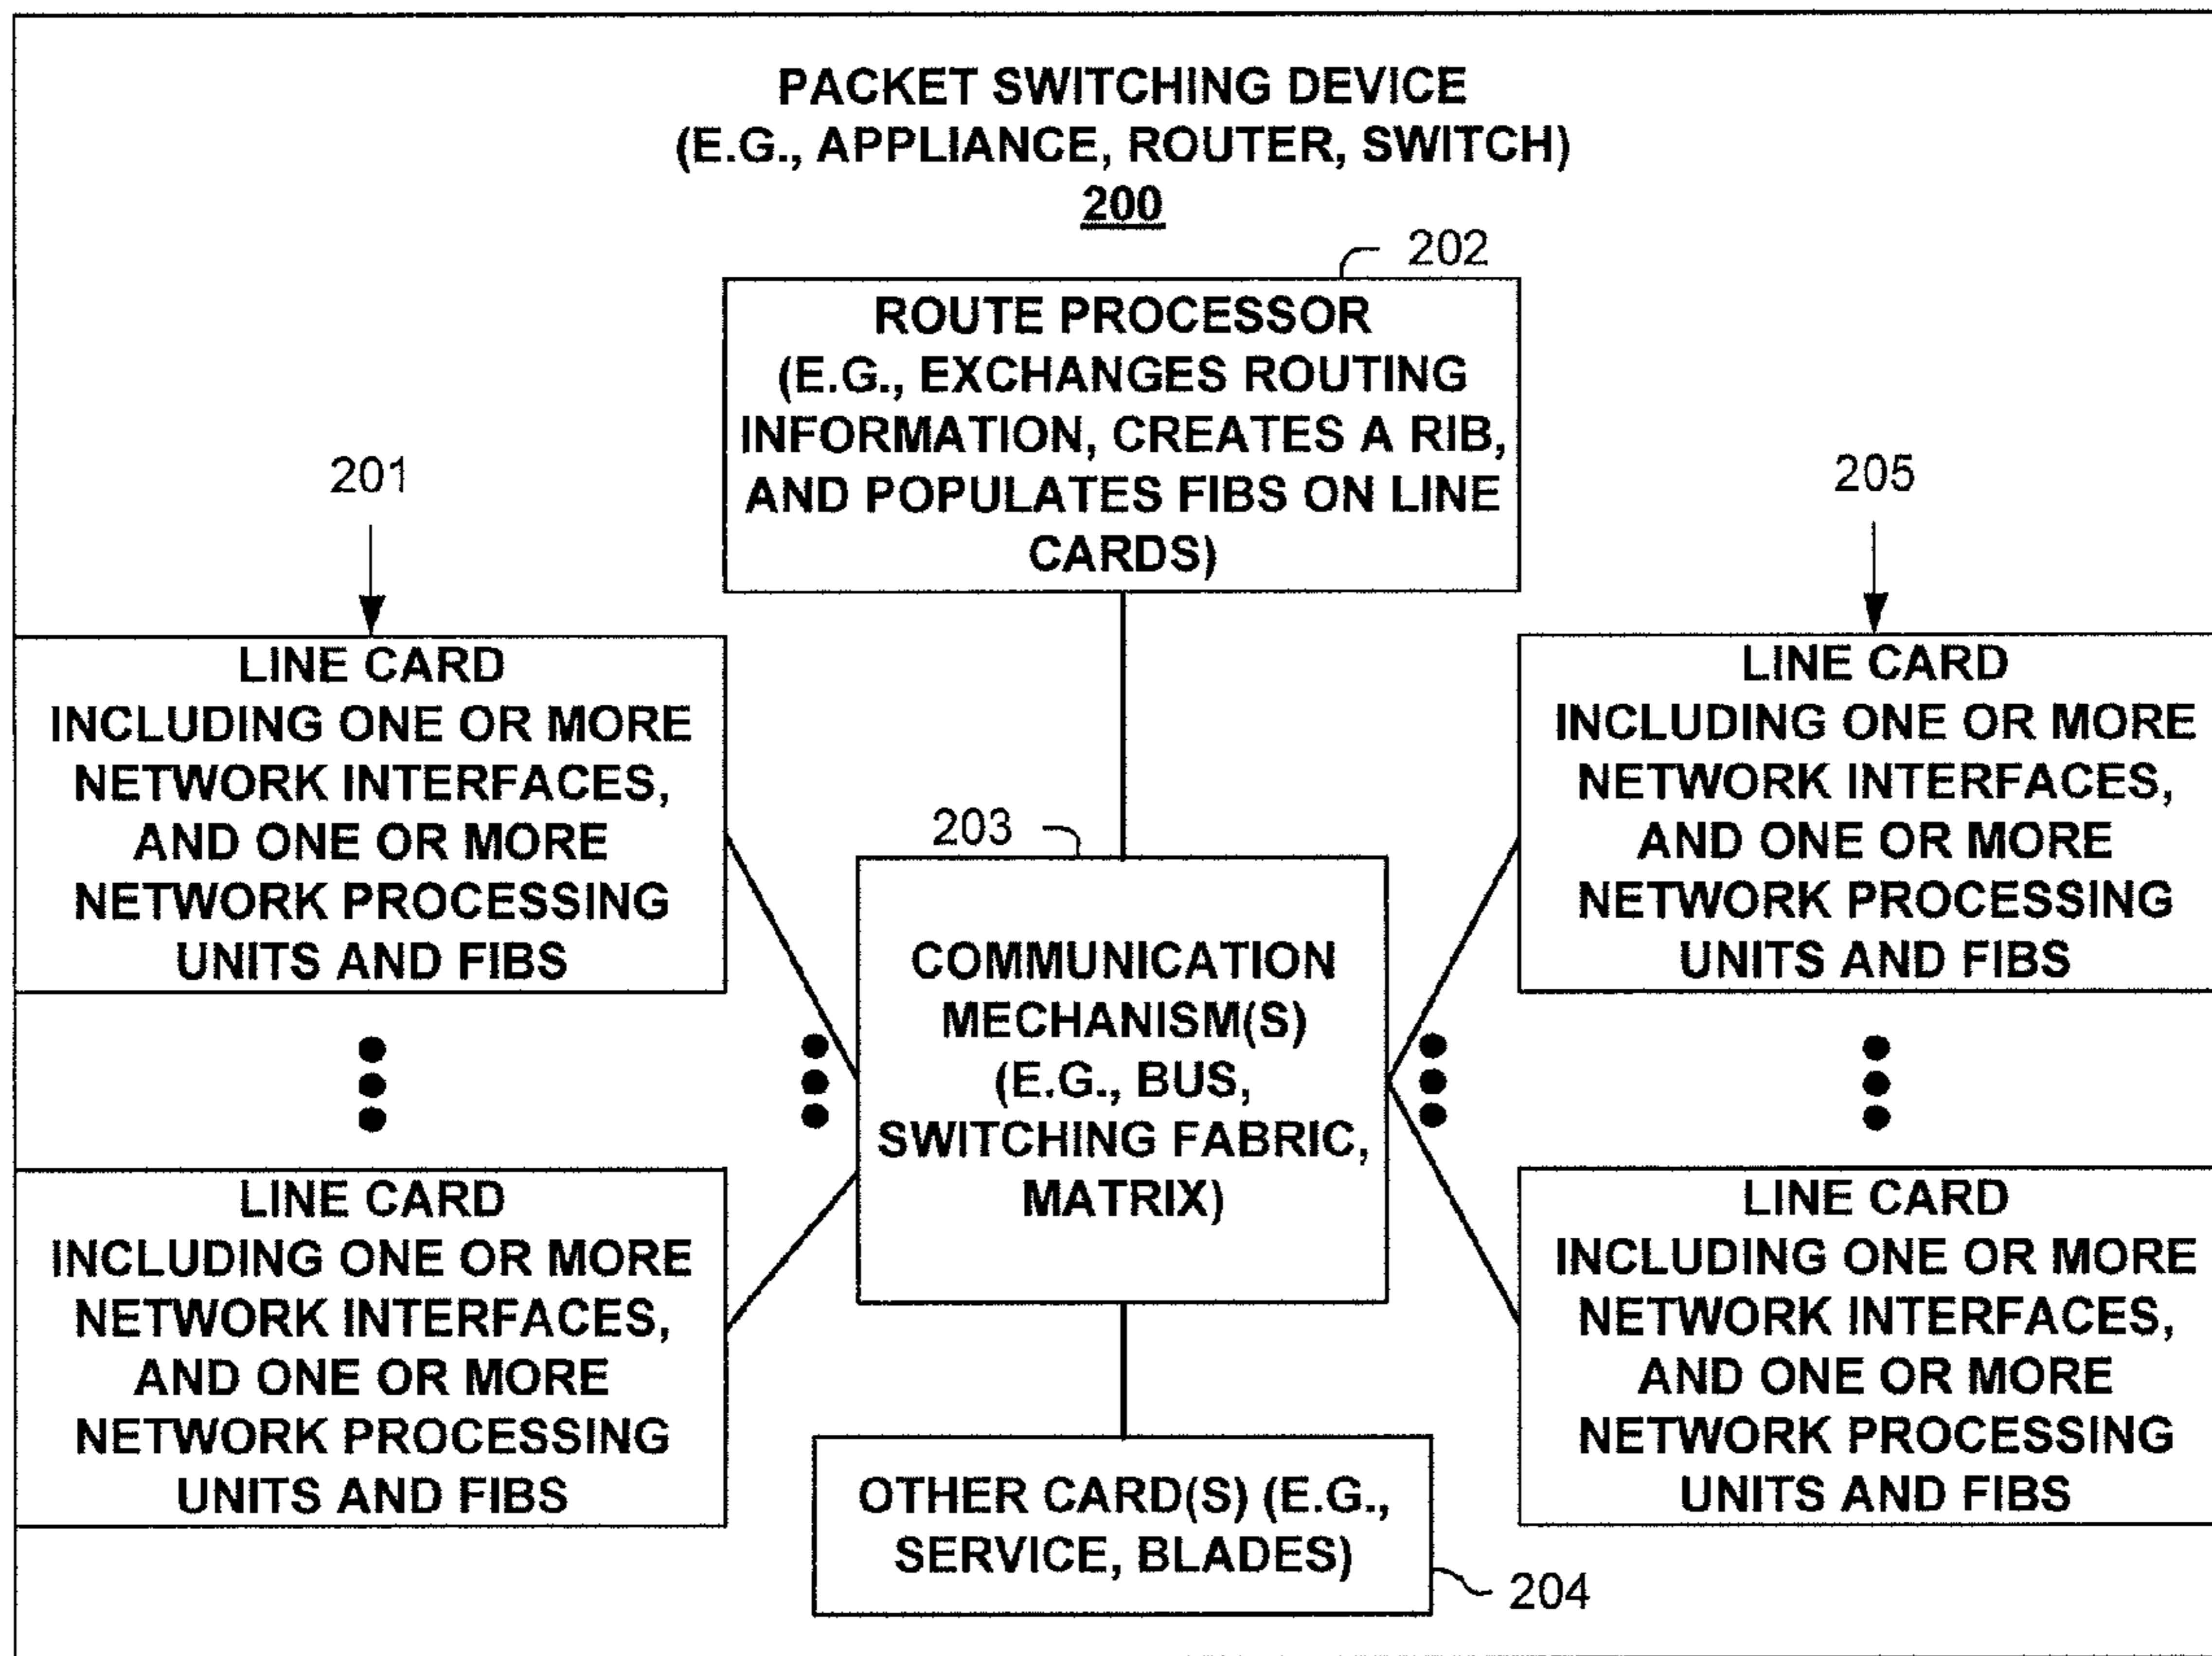 PACKET SWITCHING DEVICE
(E.G., APPLIANCE, ROUTER, SWITCH)
200
202
ROUTE PROCESSOR
(E.G., EXCHANGES ROUTING
INFORMATION, CREATES A RIB,
AND POPULATES FIBS ON LINE
CARDS)
201
LINE CARD
INCLUDING ONE OR MORE
NETWORK INTERFACES,
AND ONE OR MORE
NETWORK PROCESSING
UNITS AND FIBS
LINE CARD
INCLUDING ONE OR MORE
NETWORK INTERFACES,
AND ONE OR MORE
NETWORK PROCESSING
UNITS AND FIBS
203
COMMUNICATION
MECHANISM(S)
(E.G., BUS,
SWITCHING FABRIC,
MATRIX)
OTHER CARD(S) (E.G.,
SERVICE, BLADES)
204
205
LINE CARD
INCLUDING ONE OR MORE
NETWORK INTERFACES,
AND ONE OR MORE
NETWORK PROCESSING
UNITS AND FIBS
LINE CARD
INCLUDING ONE OR MORE
NETWORK INTERFACES,
AND ONE OR MORE
NETWORK PROCESSING
UNITS AND FIBS